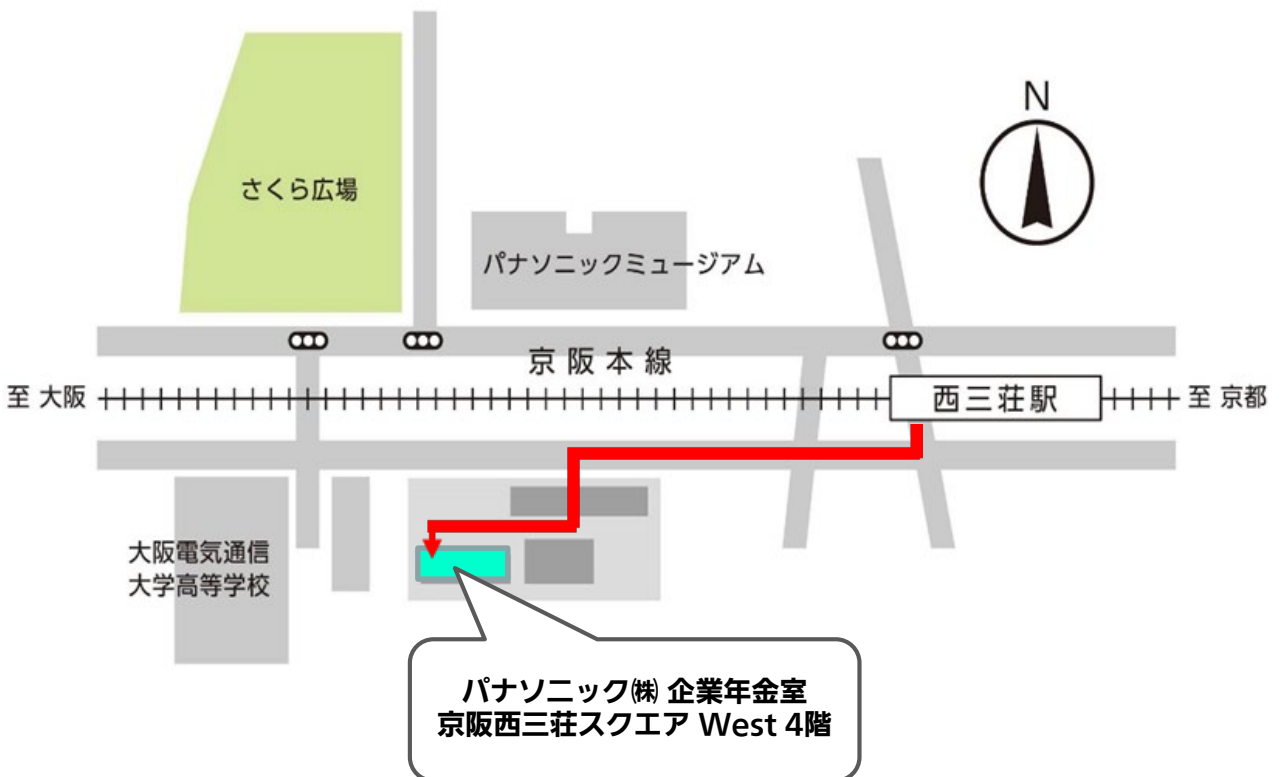 N
さくら広場
パナソニックミュージアム
京阪本線
至 大阪
西三荘駅
至 京都
大阪電気通信
大学高等学校
パナソニック㈱ 企業年金室
京阪西三荘スクエア West 4階